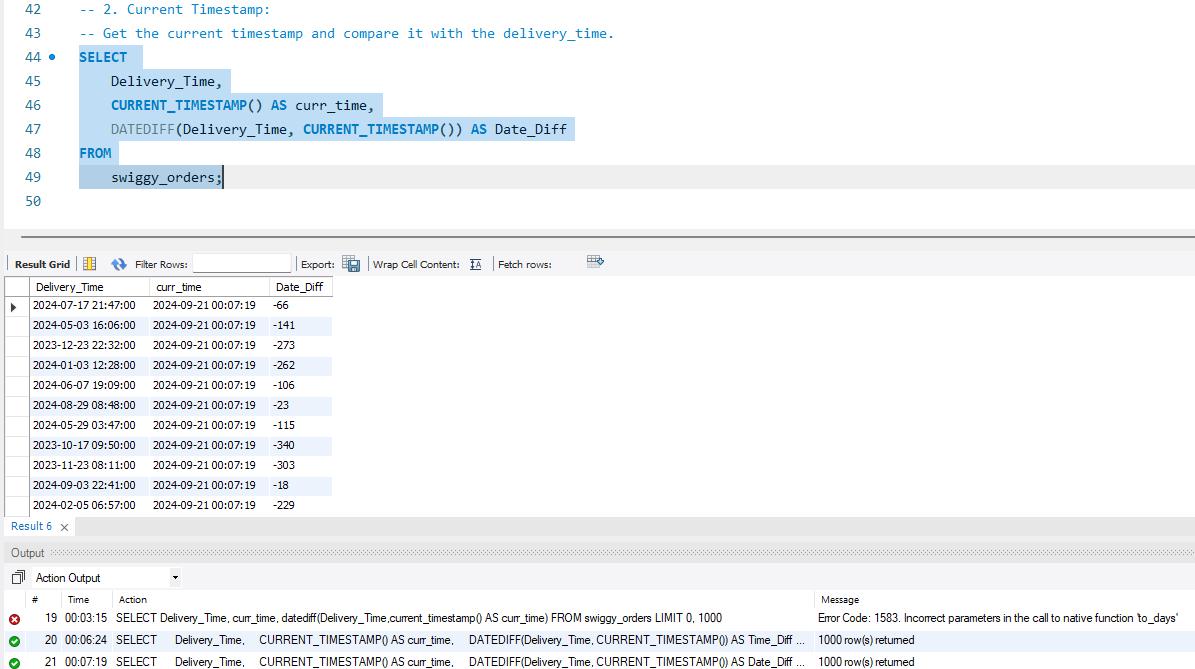 42 -- 2. Current Timestamp:
43 -- Get the current timestamp and compare it with the delivery_time.
44 SELECT
45 Delivery_Time,
46 CURRENT_TIMESTAMP() AS curr_time,
47 DATEDIFF(Delivery_Time, CURRENT_TIMESTAMP()) AS Date_Diff
48 FROM
49 swiggy_orders;
50
Result Grid Filter Rows: Export: Wrap Cell Content: IA Fetch rows:
Delivery_Time curr_time Date_Diff
2024-07-17 21:47:00 2024-09-21 00:07:19 -66
2024-05-03 16:06:00 2024-09-21 00:07:19 -141
2023-12-23 22:32:00 2024-09-21 00:07:19 -273
2024-01-03 12:28:00 2024-09-21 00:07:19 -262
2024-06-07 19:09:00 2024-09-21 00:07:19 -106
2024-08-29 08:48:00 2024-09-21 00:07:19 -23
2024-05-29 03:47:00 2024-09-21 00:07:19 -115
2023-10-17 09:50:00 2024-09-21 00:07:19 -340
2023-11-23 08:11:00 2024-09-21 00:07:19 -303
2024-09-03 22:41:00 2024-09-21 00:07:19 -18
2024-02-05 06:57:00 2024-09-21 00:07:19 -229
Result 6
Output
Action Output
# Time Action Message
19 00:03:15 SELECT Delivery_Time, curr_time, datediff(Delivery_Time,current_timestamp() AS curr_time) FROM swiggy_orders LIMIT 0, 1000 Error Code: 1583. Incorrect parameters in the call to native function 'to_days'
20 00:06:24 SELECT Delivery_Time, CURRENT_TIMESTAMP() AS curr_time, DATEDIFF(Delivery_Time, CURRENT_TIMESTAMP()) AS Time_Diff ... 1000 row(s) returned
21 00:07:19 SELECT Delivery_Time, CURRENT_TIMESTAMP() AS curr_time, DATEDIFF(Delivery_Time, CURRENT_TIMESTAMP()) AS Date_Diff ... 1000 row(s) returned